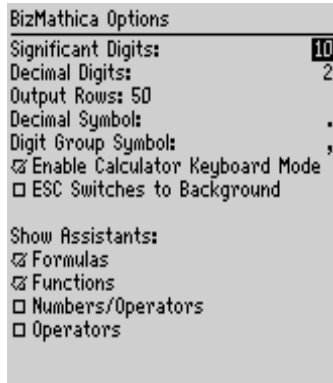 BizMathica Options
Significant Digits: 10
Decimal Digits: 2
Output Rows: 50
Decimal Symbol: .
Digit Group Symbol: ,
Enable Calculator Keyboard Mode
ESC Switches to Background
Show Assistants:
Formulas
Functions
Numbers/Operators
Operators